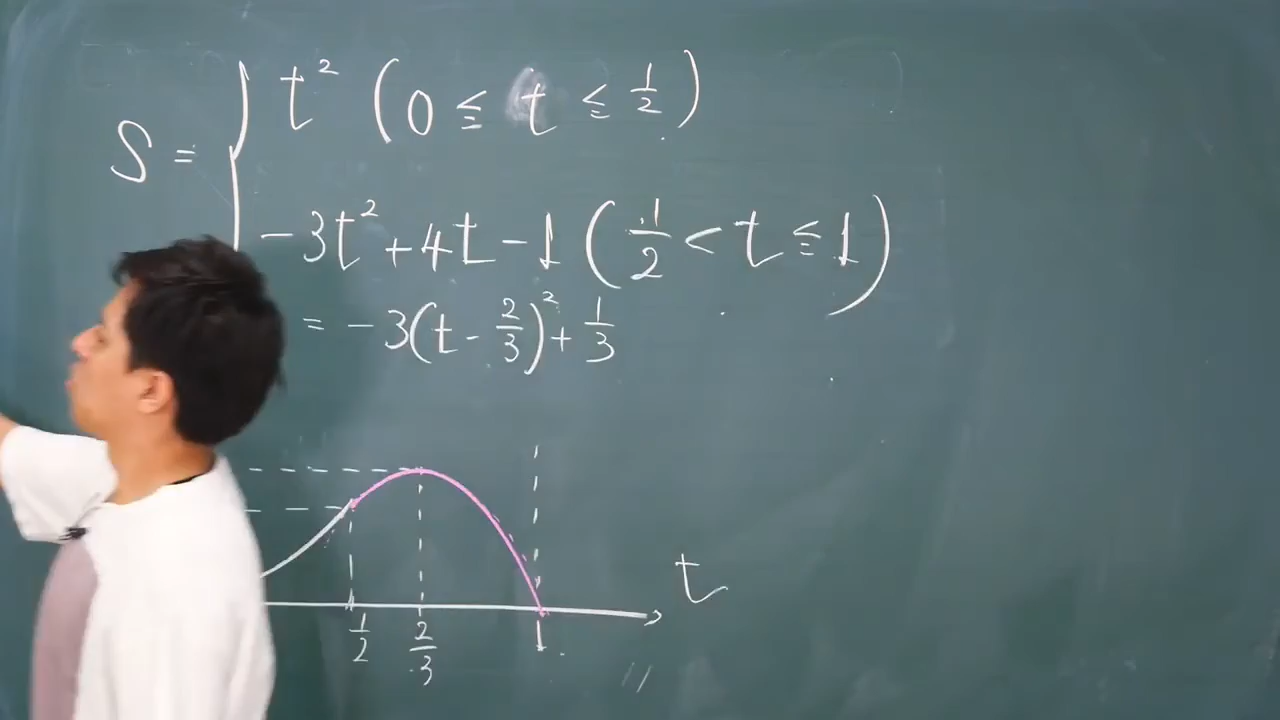 S = { t² (0 ≦ t ≦ 1/2)
-3t² + 4t - 1 (1/2 < t ≦ 1)
= -3(t - 2/3)² + 1/3
t
1/2 2/3 1